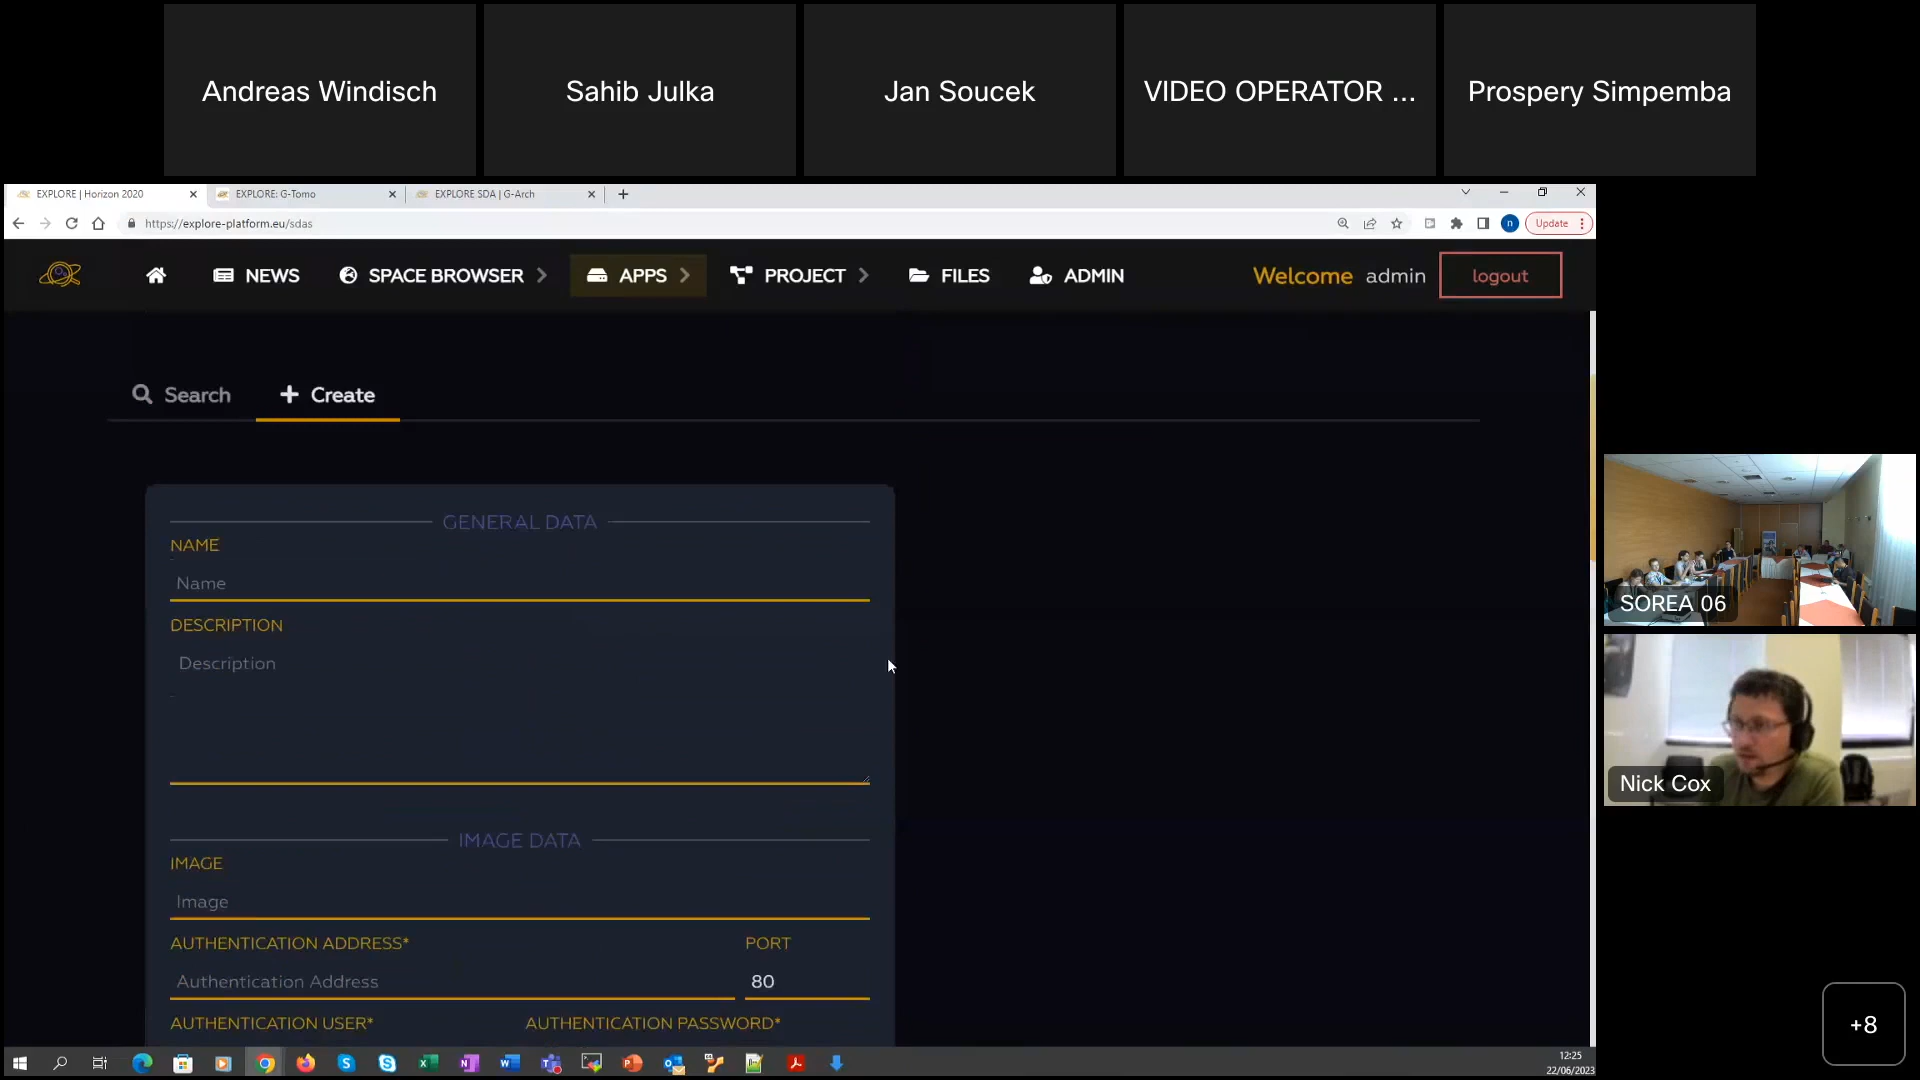 Andreas Windisch
Sahib Julka
Jan Soucek
VIDEO OPERATOR ...
Prospery Simpemba
EXPLORE | Horizon 2020
EXPLORE: G-Tomo
EXPLORE SDA | G-Arch
https://explore-platform.eu/sdas
n
Update
NEWS
SPACE BROWSER
APPS
PROJECT
FILES
ADMIN
Welcome admin
logout
Search
Create
GENERAL DATA
NAME
Name
DESCRIPTION
Description
IMAGE DATA
IMAGE
Image
AUTHENTICATION ADDRESS*
PORT
Authentication Address
80
AUTHENTICATION USER*
AUTHENTICATION PASSWORD*
SOREA 06
Nick Cox
+8
12:25
22/06/2023